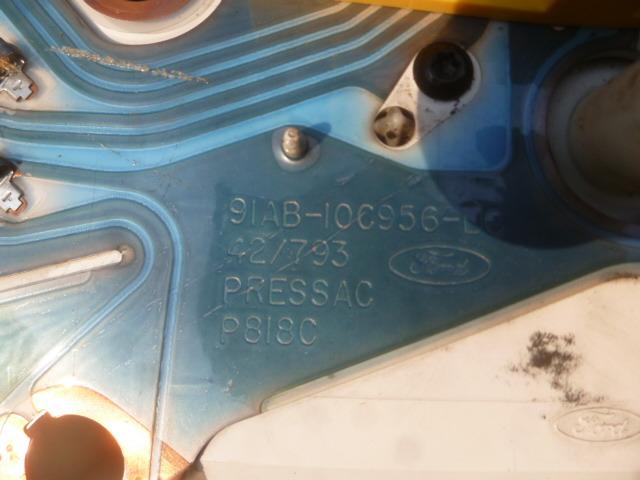 91AB-10C956-
42/793
Ford
PRESSAC
P818C
Ford